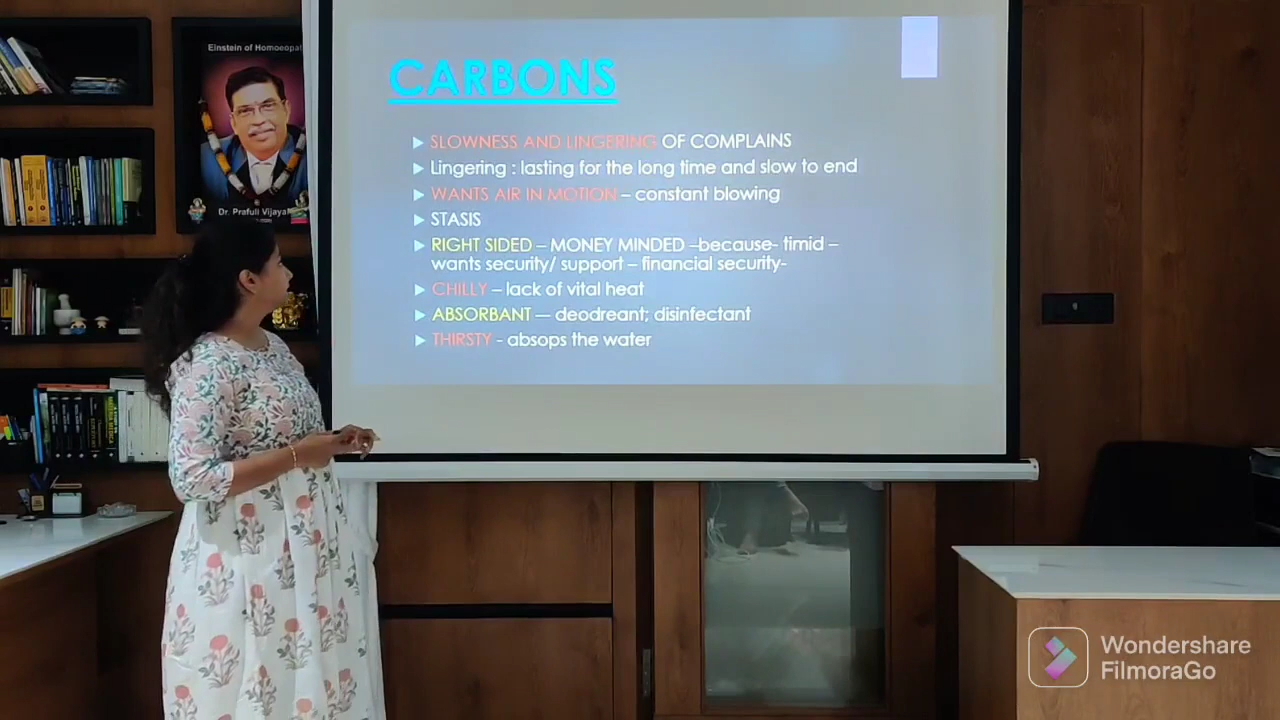 Einstein of Homoeopat
Dr. Prafull Vijayak
CARBONS
SLOWNESS AND LINGERING OF COMPLAINS
Lingering : lasting for the long time and slow to end
WANTS AIR IN MOTION – constant blowing
STASIS
RIGHT SIDED – MONEY MINDED –because- timid –
wants security/ support – financial security-
CHILLY – lack of vital heat
ABSORBANT — deodreant; disinfectant
THIRSTY - absops the water
Wondershare
FilmoraGo